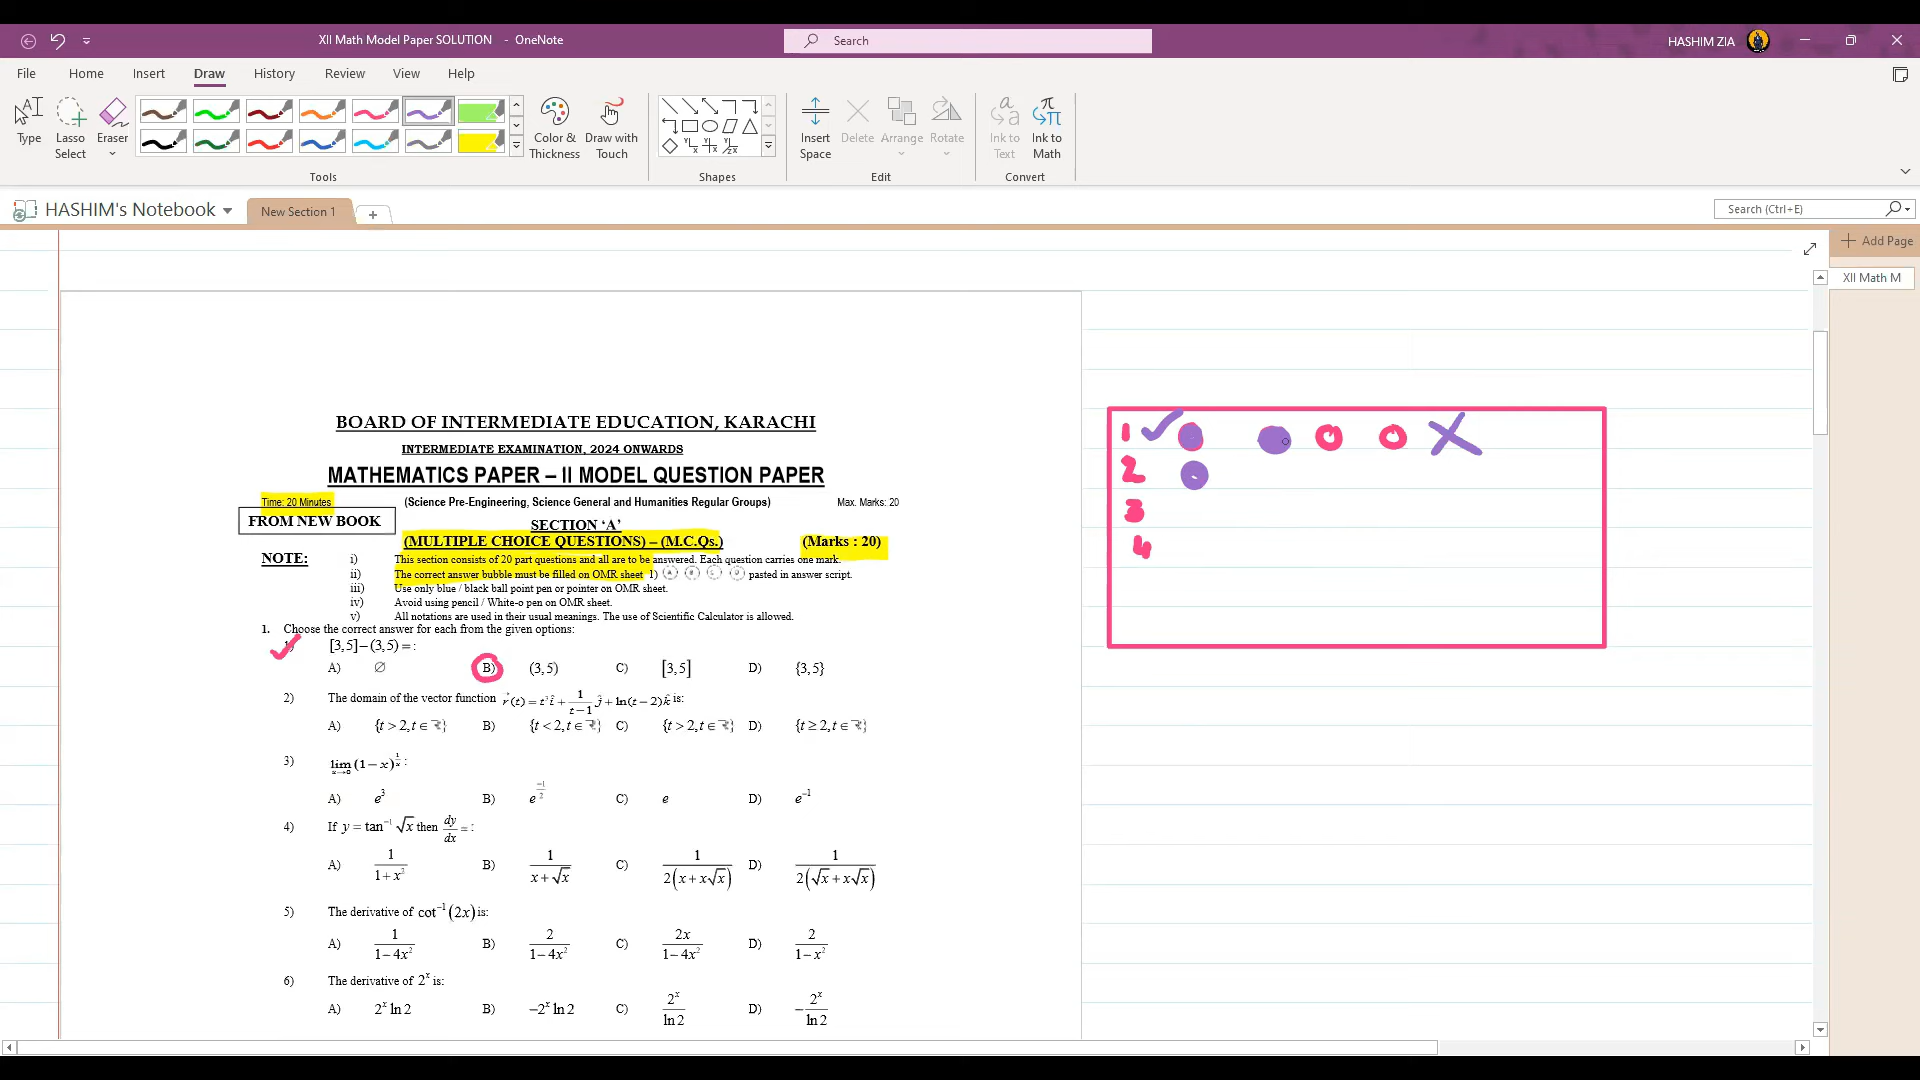 XII Math Model Paper SOLUTION - OneNote
Search
HASHIM ZIA
File Home Insert Draw History Review View Help
Type
Lasso Select
Eraser
Color & Thickness
Draw with Touch
Insert Space
Delete
Arrange
Rotate
Ink to Text
Ink to Math
Tools
Shapes
Edit
Convert
HASHIM's Notebook
New Section 1
Search (Ctrl+E)
Add Page
XII Math M
BOARD OF INTERMEDIATE EDUCATION, KARACHI
INTERMEDIATE EXAMINATION, 2024 ONWARDS
MATHEMATICS PAPER – II MODEL QUESTION PAPER
Time: 20 Minutes (Science Pre-Engineering, Science General and Humanities Regular Groups) Max. Marks: 20
FROM NEW BOOK
SECTION ‘A’
(MULTIPLE CHOICE QUESTIONS) – (M.C.Qs.) (Marks : 20)
NOTE: i) This section consists of 20 part questions and all are to be answered. Each question carries one mark.
ii) The correct answer bubble must be filled on OMR sheet 1) A B C D pasted in answer script.
iii) Use only blue / black ball point pen or pointer on OMR sheet.
iv) Avoid using pencil / White-o pen on OMR sheet.
v) All notations are used in their usual meanings. The use of Scientific Calculator is allowed.
1. Choose the correct answer for each from the given options:
1) [3,5]−(3,5)=:
A) ∅ B) (3,5) C) [3,5] D) {3,5}
2) The domain of the vector function r(t) = t³î + 1/(t−1) ĵ + ln(t−2)k̂ is:
A) {t > 2, t ∈ ℝ} B) {t < 2, t ∈ ℝ} C) {t > 2, t ∈ ℝ} D) {t ≥ 2, t ∈ ℝ}
3) lim x→0 (1−x)^(1/x) :
A) e³ B) e^(−1/2) C) e D) e⁻¹
4) If y = tan⁻¹ √x then dy/dx = :
A) 1/(1+x²) B) 1/(x+√x) C) 1/(2(x+x√x)) D) 1/(2(√x+x√x))
5) The derivative of cot⁻¹(2x) is:
A) 1/(1−4x²) B) 2/(1−4x²) C) 2x/(1−4x²) D) 2/(1−x²)
6) The derivative of 2ˣ is:
A) 2ˣ ln 2 B) −2ˣ ln 2 C) 2ˣ/ln 2 D) −2ˣ/ln 2
1
2
3
4